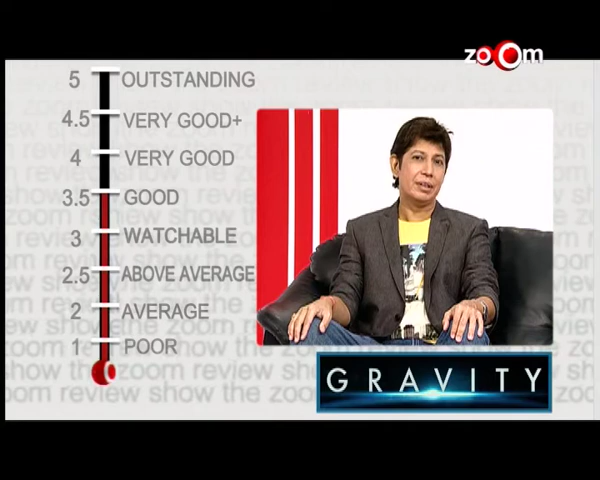 zoom
5 OUTSTANDING
4.5 VERY GOOD+
4 VERY GOOD
3.5 GOOD
3 WATCHABLE
2.5 ABOVE AVERAGE
2 AVERAGE
1 POOR
GRAVITY